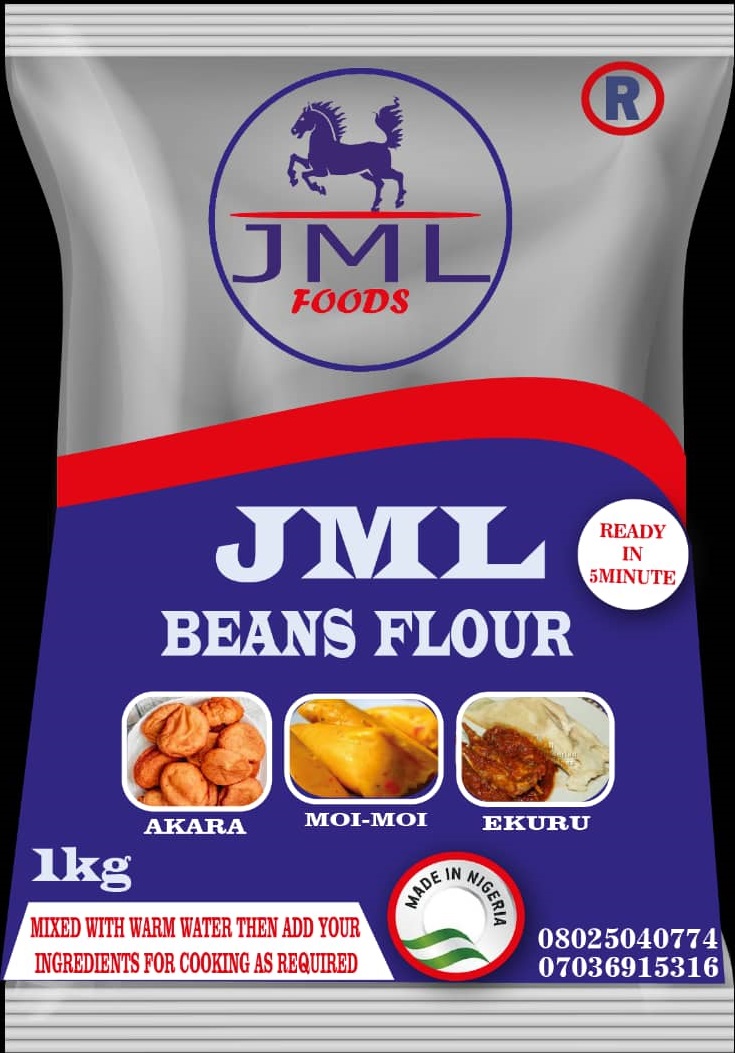 R
JML
FOODS
JML
BEANS FLOUR
READY
IN
5MINUTE
AKARA
MOI-MOI
EKURU
1kg
MIXED WITH WARM WATER THEN ADD YOUR
INGREDIENTS FOR COOKING AS REQUIRED
MADE IN NIGERIA
08025040774
07036915316